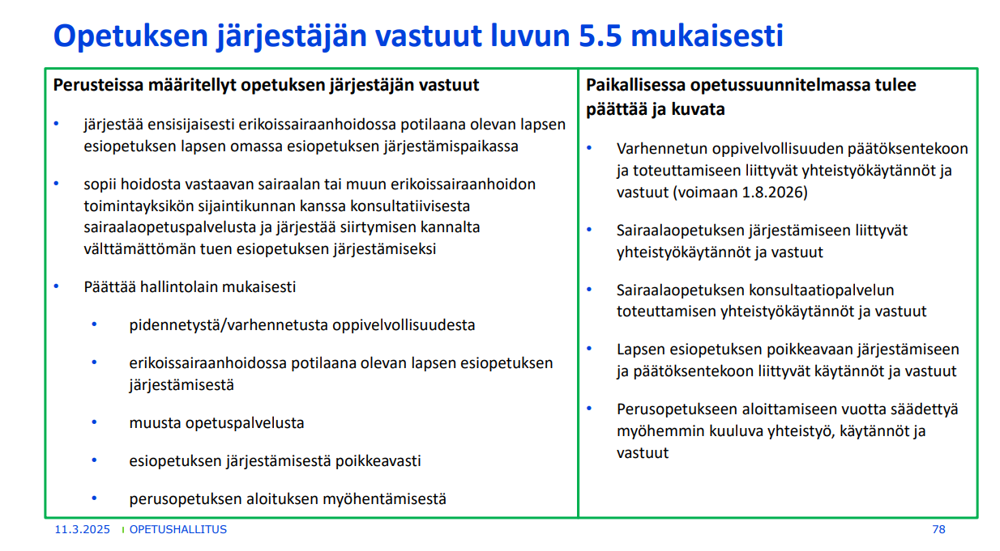 Opetuksen järjestäjän vastuut luvun 5.5 mukaisesti
Perusteissa määritellyt opetuksen järjestäjän vastuut
• järjestää ensisijaisesti erikoissairaanhoidossa potilaana olevan lapsen
esiopetuksen lapsen omassa esiopetuksen järjestämispaikassa
• sopii hoidosta vastaavan sairaalan tai muun erikoissairaanhoidon
toimintayksikön sijaintikunnan kanssa konsultatiivisesta
sairaalaopetuspalvelusta ja järjestää siirtymisen kannalta
välttämättömän tuen esiopetuksen järjestämiseksi
• Päättää hallintolain mukaisesti
• pidennetystä/varhennetusta oppivelvollisuudesta
• erikoissairaanhoidossa potilaana olevan lapsen esiopetuksen
järjestämisestä
• muusta opetuspalvelusta
• esiopetuksen järjestämisestä poikkeavasti
• perusopetuksen aloituksen myöhentämisestä
Paikallisessa opetussuunnitelmassa tulee
päättää ja kuvata
• Varhennetun oppivelvollisuuden päätöksentekoon
ja toteuttamiseen liittyvät yhteistyökäytännöt ja
vastuut (voimaan 1.8.2026)
• Sairaalaopetuksen järjestämiseen liittyvät
yhteistyökäytännöt ja vastuut
• Sairaalaopetuksen konsultaatiopalvelun
toteuttamisen yhteistyökäytännöt ja vastuut
• Lapsen esiopetuksen poikkeavaan järjestämiseen
ja päätöksentekoon liittyvät käytännöt ja vastuut
• Perusopetukseen aloittamiseen vuotta säädettyä
myöhemmin kuuluva yhteistyö, käytännöt ja
vastuut
11.3.2025 | OPETUSHALLITUS
78